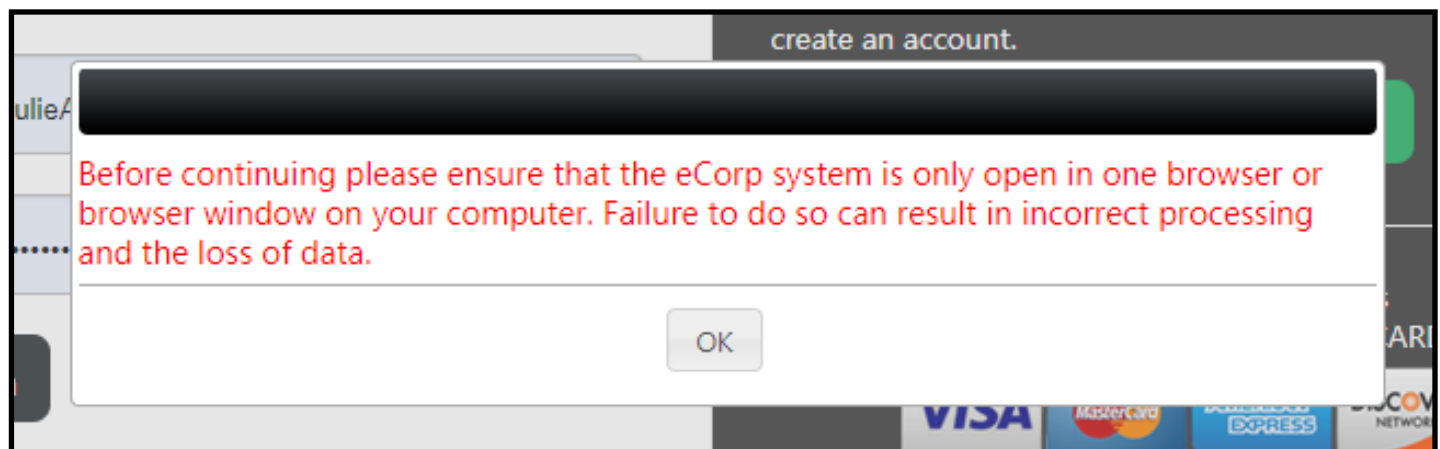 create an account.
Before continuing please ensure that the eCorp system is only open in one browser or
browser window on your computer. Failure to do so can result in incorrect processing
and the loss of data.
OK
VISA
MasterCard
EXPRESS